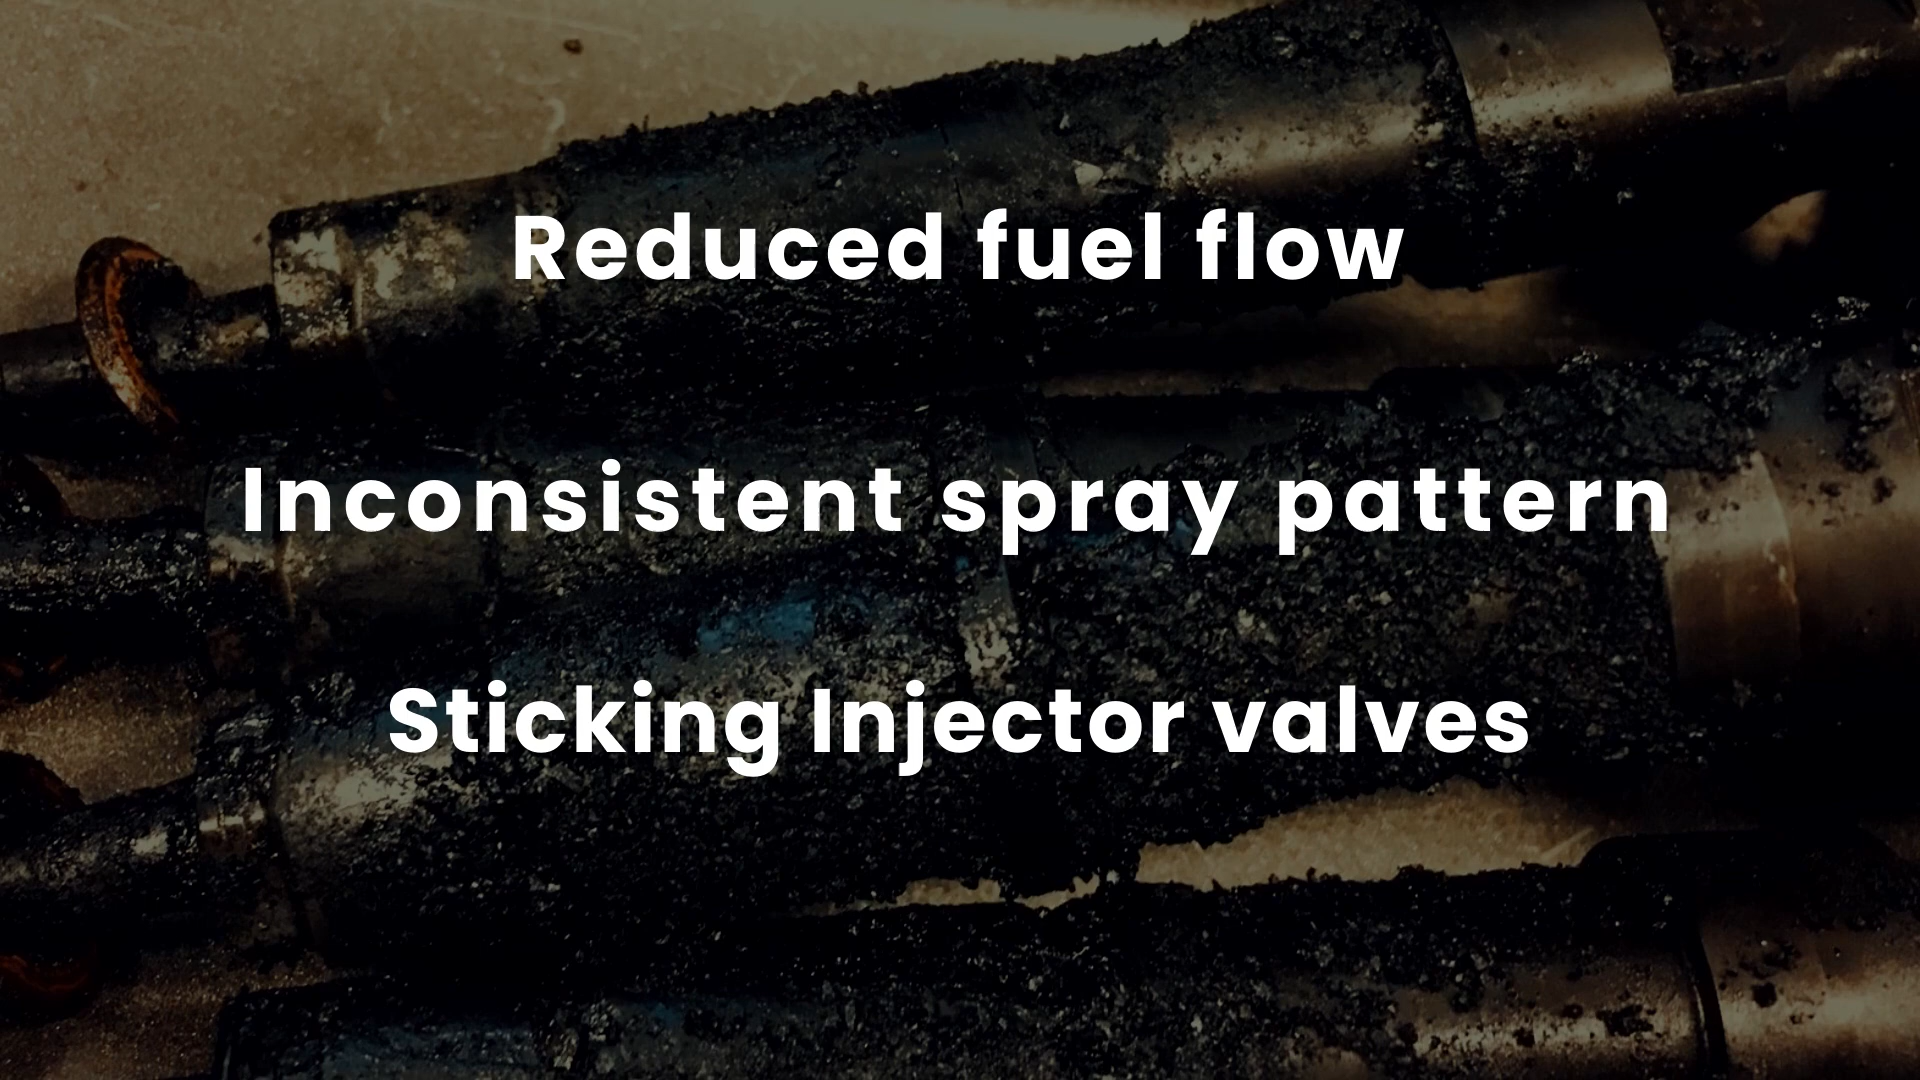 Reduced fuel flow
Inconsistent spray pattern
Sticking Injector valves